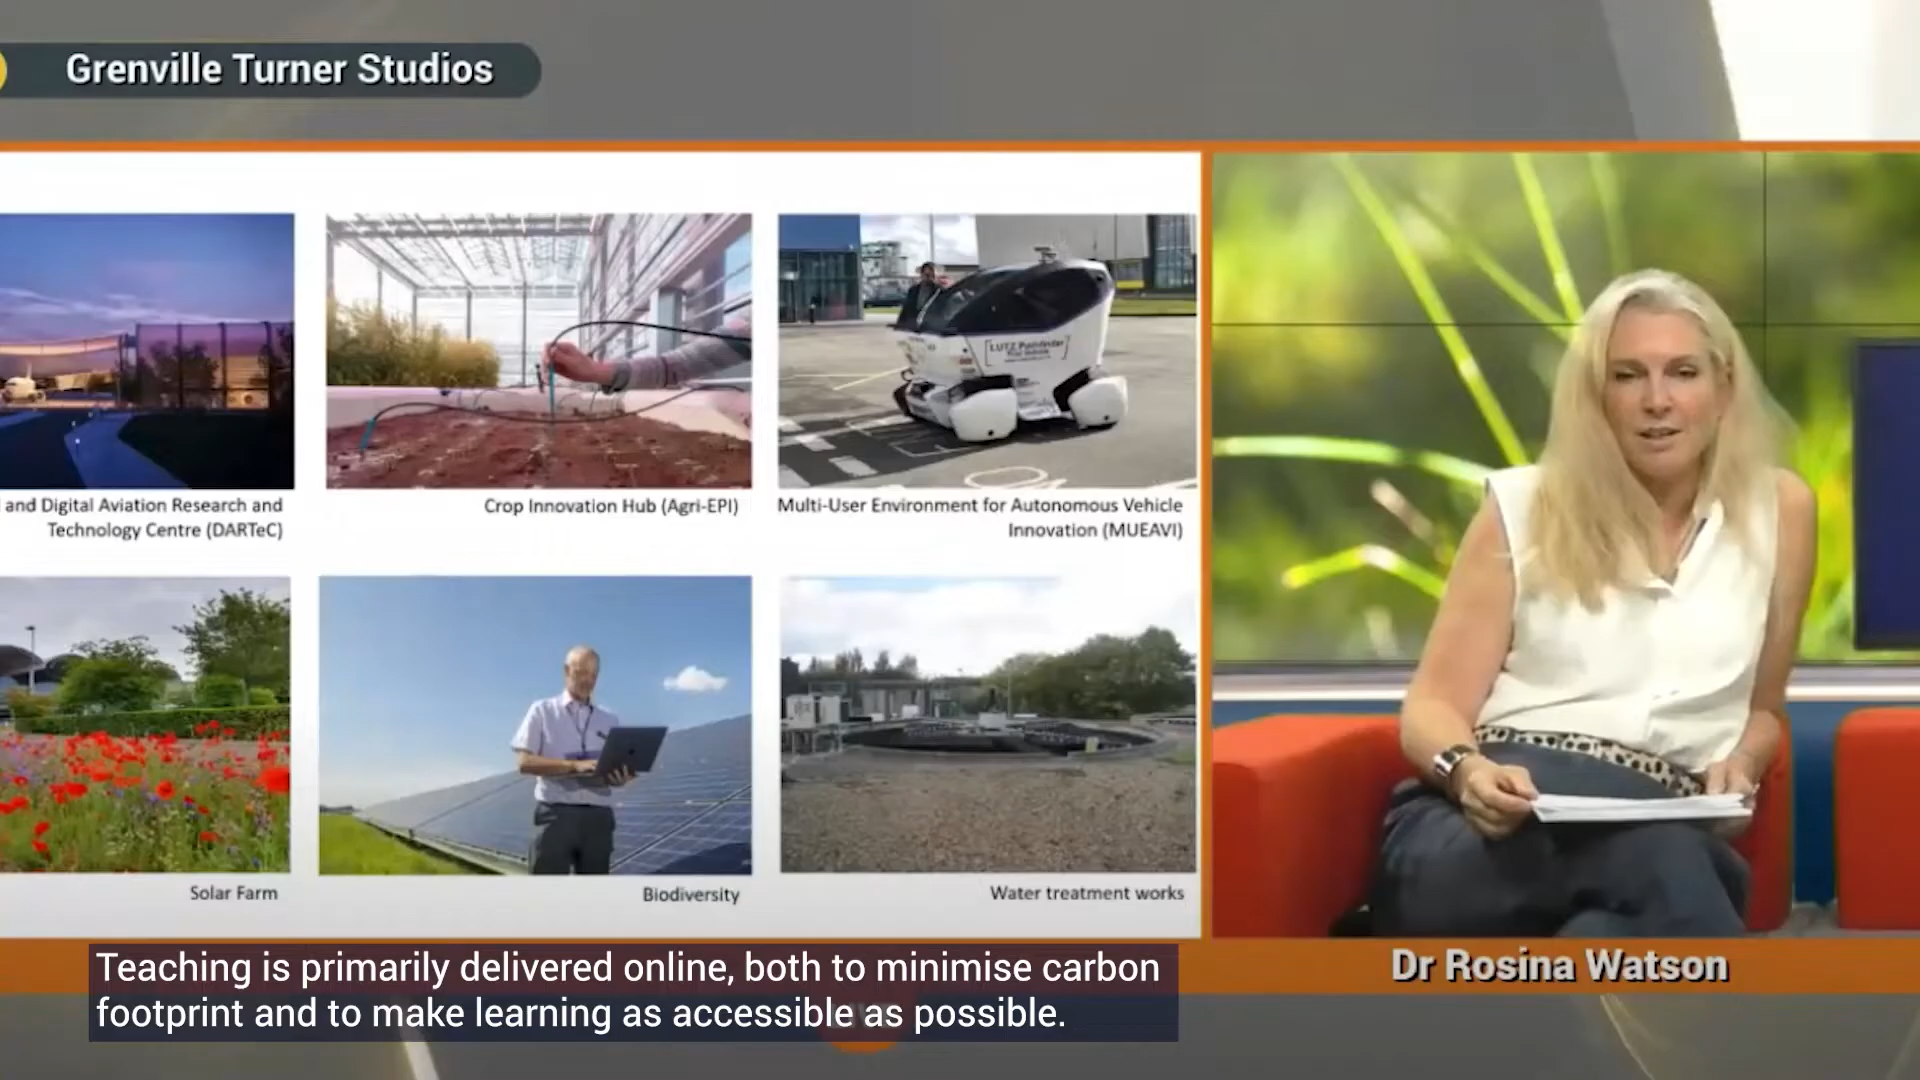 Grenville Turner Studios
and Digital Aviation Research and
Technology Centre (DARTeC)
Crop Innovation Hub (Agri-EPI)
LUTZ Pathfinder
Multi-User Environment for Autonomous Vehicle
Innovation (MUEAVI)
Solar Farm
Biodiversity
Water treatment works
Dr Rosina Watson
Teaching is primarily delivered online, both to minimise carbon
footprint and to make learning as accessible as possible.